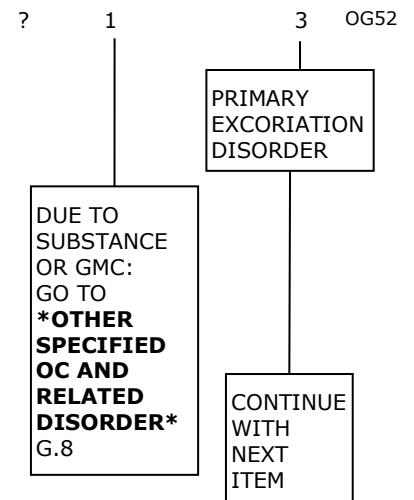 ? 1 3 OG52
PRIMARY
EXCORIATION
DISORDER
DUE TO
SUBSTANCE
OR GMC:
GO TO
*OTHER
SPECIFIED
OC AND
RELATED
DISORDER*
G.8
CONTINUE
WITH
NEXT
ITEM